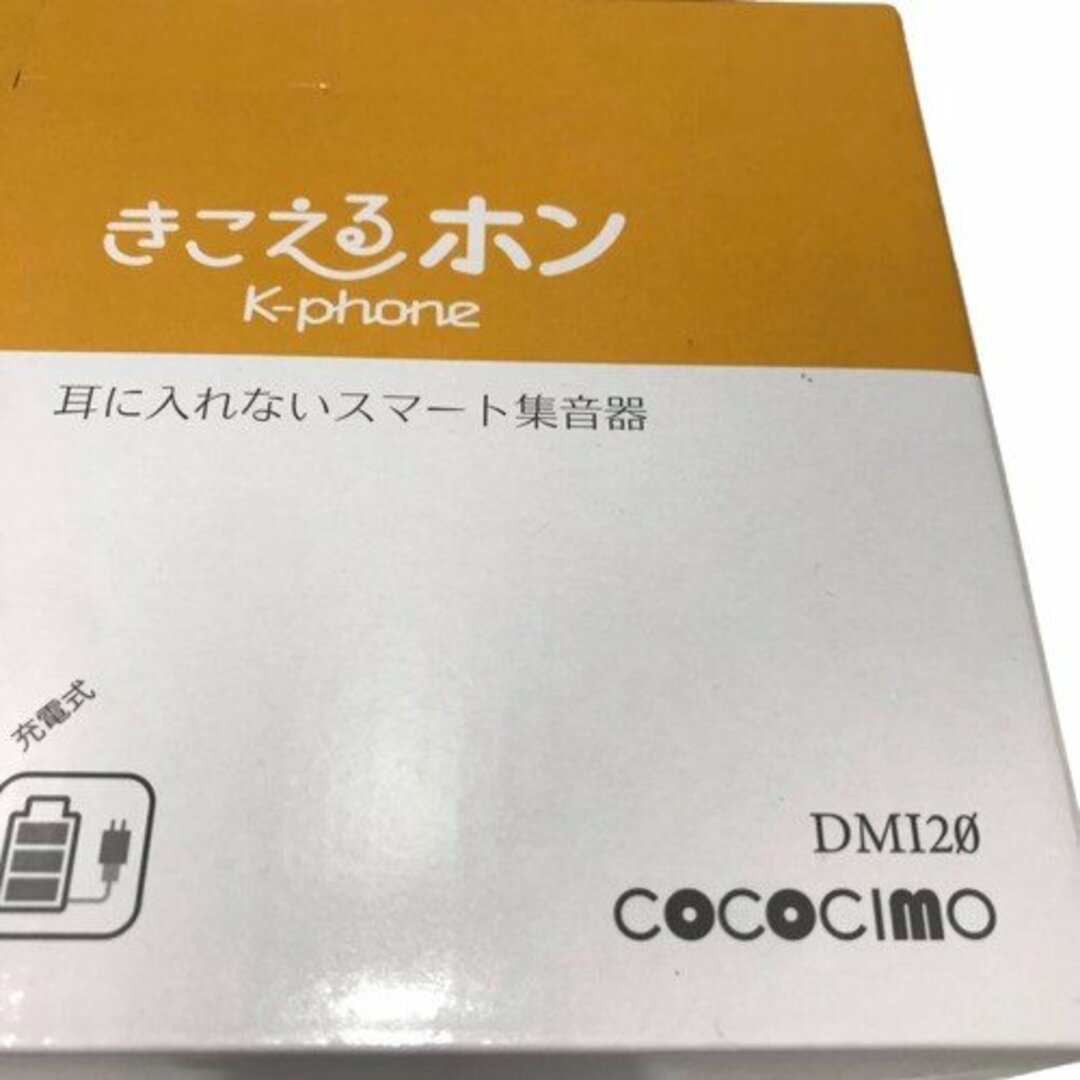 きこえるホン
K-phone
耳に入れないスマート集音器
充電式
DMI20
COCOCIMO